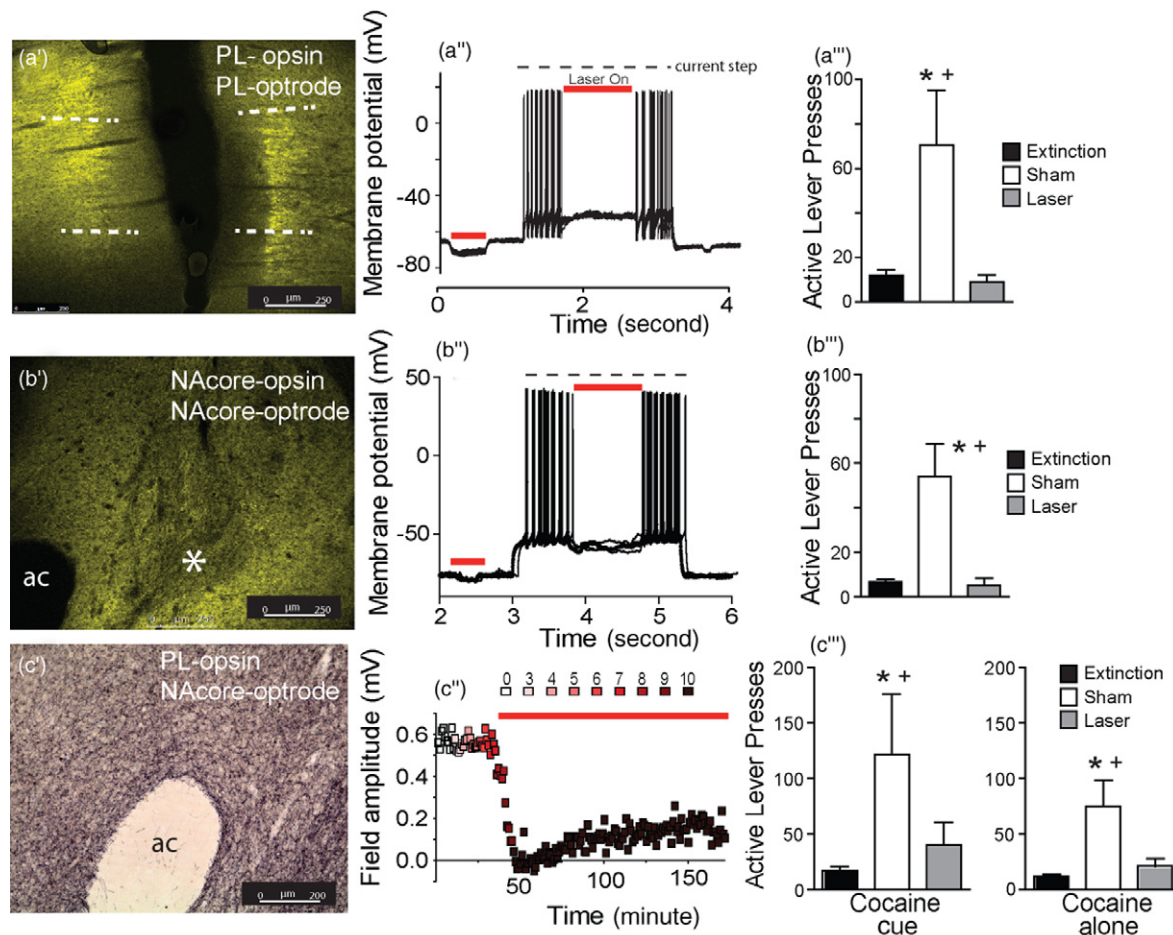 (a')
PL- opsin
PL-optrode
0 µm 250
Membrane potential (mV)
(a'')
current step
Laser On
0
-40
-80
0 2 4
Time (second)
(a''')
Active Lever Presses
100
60
20
0
* +
Extinction
Sham
Laser
(b')
NAcore-opsin
NAcore-optrode
*
ac
0 µm 250
Membrane potential (mV)
(b'')
50
0
-50
2 3 4 5 6
Time (second)
(b''')
Active Lever Presses
100
60
20
0
* +
Extinction
Sham
Laser
(c')
PL-opsin
NAcore-optrode
ac
0 µm 200
Field amplitude (mV)
(c'')
0 3 4 5 6 7 8 9 10
0.6
0.4
0.2
0.0
50 100 150
Time (minute)
(c''')
Active Lever Presses
200
150
100
50
0
* +
Cocaine
cue
200
150
100
50
0
Extinction
Sham
Laser
* +
Cocaine
alone